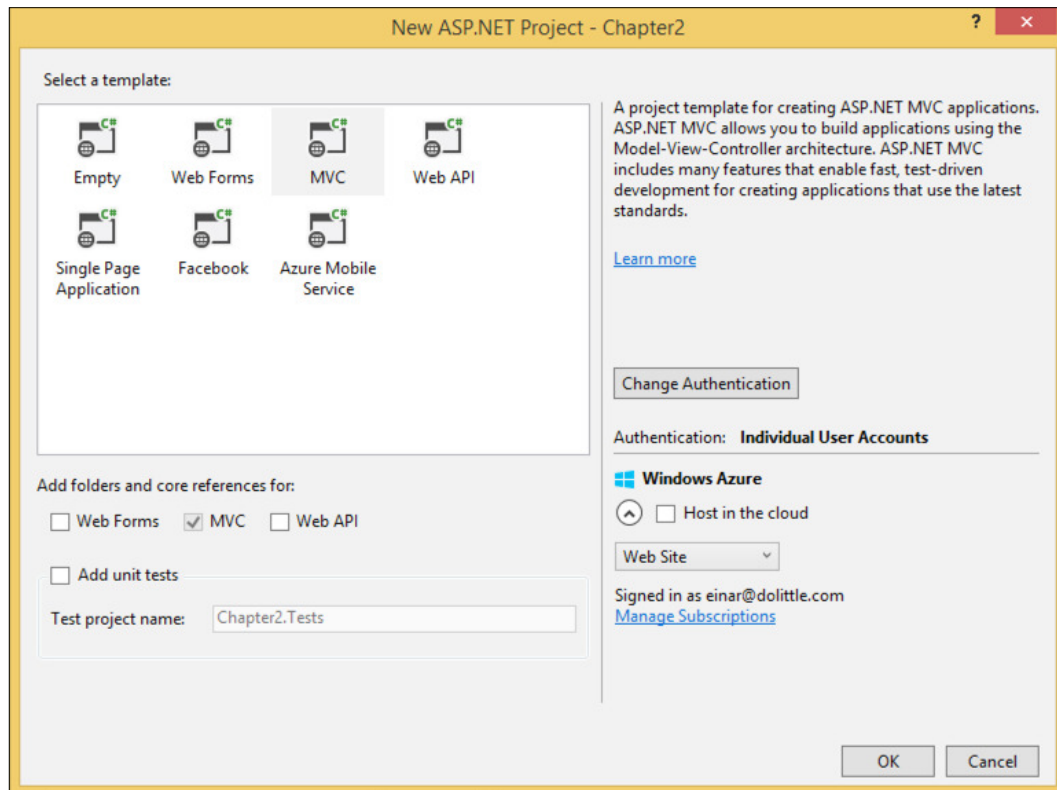 New ASP.NET Project - Chapter2
?
Select a template:
C# C# C# C#
Empty Web Forms MVC Web API
C# C# C#
Single Page Facebook Azure Mobile
Application Service
A project template for creating ASP.NET MVC applications.
ASP.NET MVC allows you to build applications using the
Model-View-Controller architecture. ASP.NET MVC
includes many features that enable fast, test-driven
development for creating applications that use the latest
standards.
Learn more
Change Authentication
Authentication: Individual User Accounts
Add folders and core references for:
Web Forms MVC Web API
Add unit tests
Test project name: Chapter2.Tests
Windows Azure
Host in the cloud
Web Site
Signed in as einar@dolittle.com
Manage Subscriptions
OK Cancel